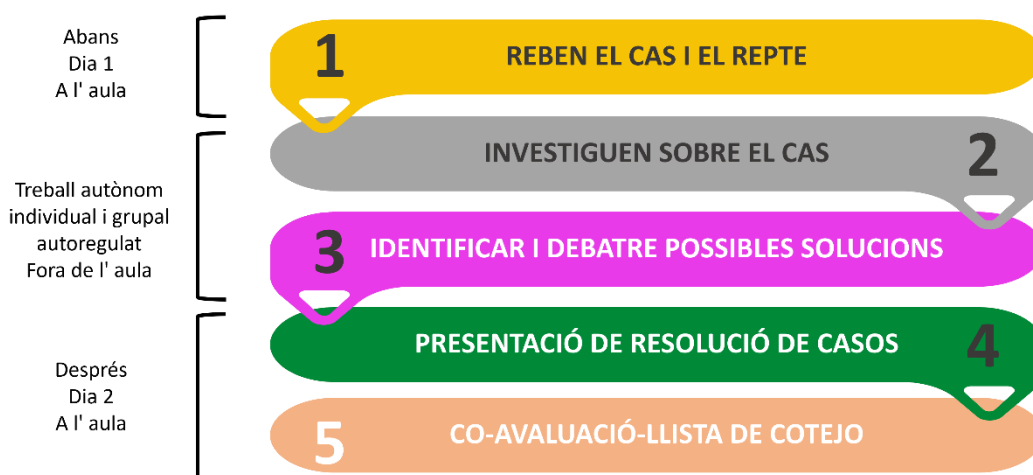 Abans
Dia 1
A l' aula
1
REBEN EL CAS I EL REPTE
INVESTIGUEN SOBRE EL CAS
2
Treball autònom
individual i grupal
autoregulat
Fora de l' aula
3
IDENTIFICAR I DEBATRE POSSIBLES SOLUCIONS
PRESENTACIÓ DE RESOLUCIÓ DE CASOS
4
Després
Dia 2
A l' aula
5
CO-AVALUACIÓ-LLISTA DE COTEJO